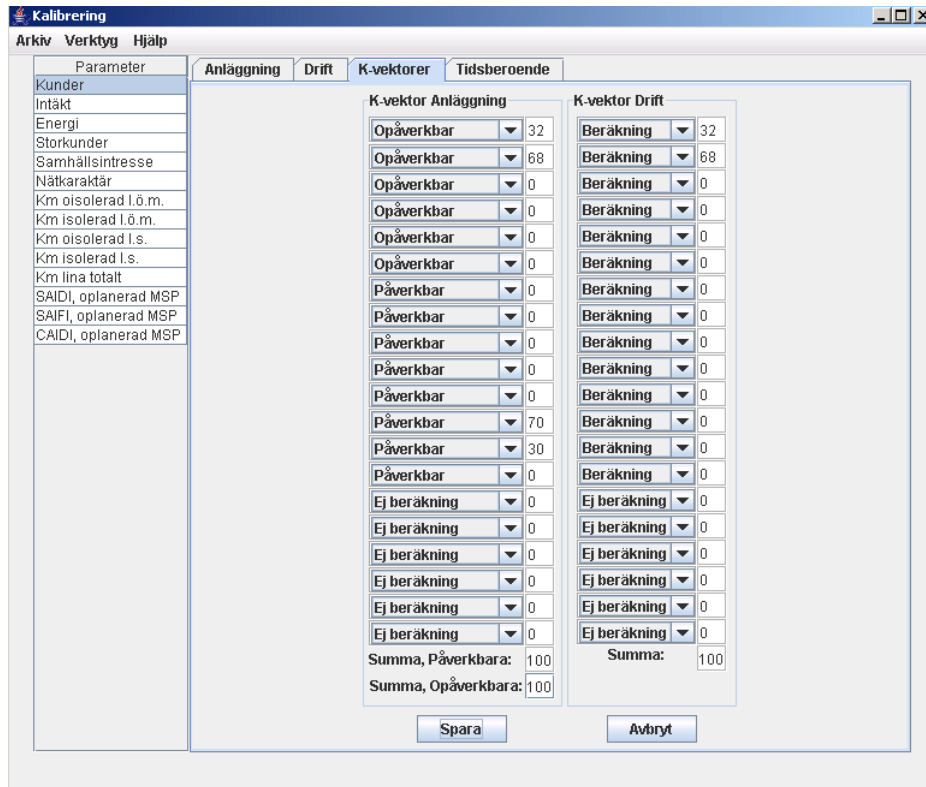 Kalibrering
Arkiv Verktyg Hjälp
Parameter
Kunder
Intäkt
Energi
Storkunder
Samhällsintresse
Nätkaraktär
Km oisolerad l.ö.m.
Km isolerad l.ö.m.
Km oisolerad l.s.
Km isolerad l.s.
Km lina totalt
SAIDI, oplanerad MSP
SAIFI, oplanerad MSP
CAIDI, oplanerad MSP
Anläggning Drift K-vektorer Tidsberoende
K-vektor Anläggning
Opåverkbar 32
Opåverkbar 68
Opåverkbar 0
Opåverkbar 0
Opåverkbar 0
Opåverkbar 0
Påverkbar 0
Påverkbar 0
Påverkbar 0
Påverkbar 0
Påverkbar 0
Påverkbar 70
Påverkbar 30
Påverkbar 0
Ej beräkning 0
Ej beräkning 0
Ej beräkning 0
Ej beräkning 0
Ej beräkning 0
Ej beräkning 0
Summa, Påverkbara: 100
Summa, Opåverkbara: 100
K-vektor Drift
Beräkning 32
Beräkning 68
Beräkning 0
Beräkning 0
Beräkning 0
Beräkning 0
Beräkning 0
Beräkning 0
Beräkning 0
Beräkning 0
Beräkning 0
Beräkning 0
Beräkning 0
Beräkning 0
Ej beräkning 0
Ej beräkning 0
Ej beräkning 0
Ej beräkning 0
Ej beräkning 0
Ej beräkning 0
Summa: 100
Spara Avbryt